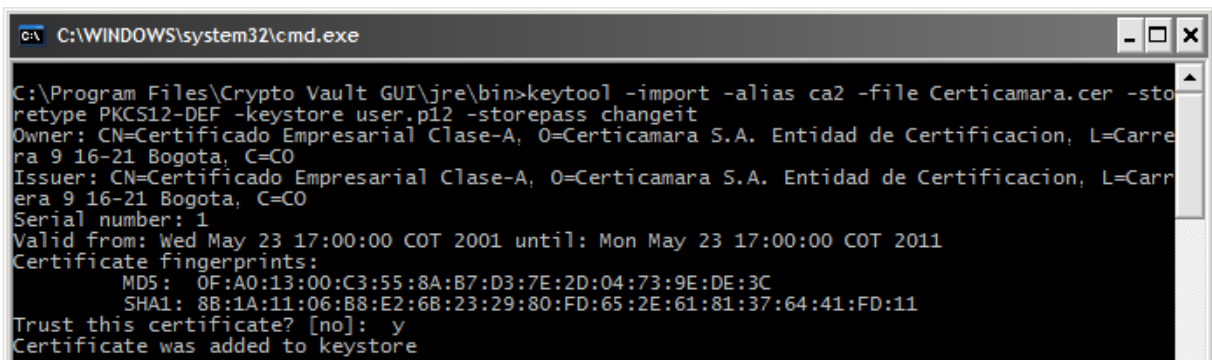 C:\WINDOWS\system32\cmd.exe
C:\Program Files\Crypto Vault GUI\jre\bin>keytool -import -alias ca2 -file Certicamara.cer -sto
retype PKCS12-DEF -keystore user.p12 -storepass changeit
Owner: CN=Certificado Empresarial Clase-A, O=Certicamara S.A. Entidad de Certificacion, L=Carre
ra 9 16-21 Bogota, C=CO
Issuer: CN=Certificado Empresarial Clase-A, O=Certicamara S.A. Entidad de Certificacion, L=Carr
era 9 16-21 Bogota, C=CO
Serial number: 1
Valid from: Wed May 23 17:00:00 COT 2001 until: Mon May 23 17:00:00 COT 2011
Certificate fingerprints:
MD5:  0F:A0:13:00:C3:55:8A:B7:D3:7E:2D:04:73:9E:DE:3C
SHA1: 8B:1A:11:06:B8:E2:6B:23:29:80:FD:65:2E:61:81:37:64:41:FD:11
Trust this certificate? [no]:  y
Certificate was added to keystore